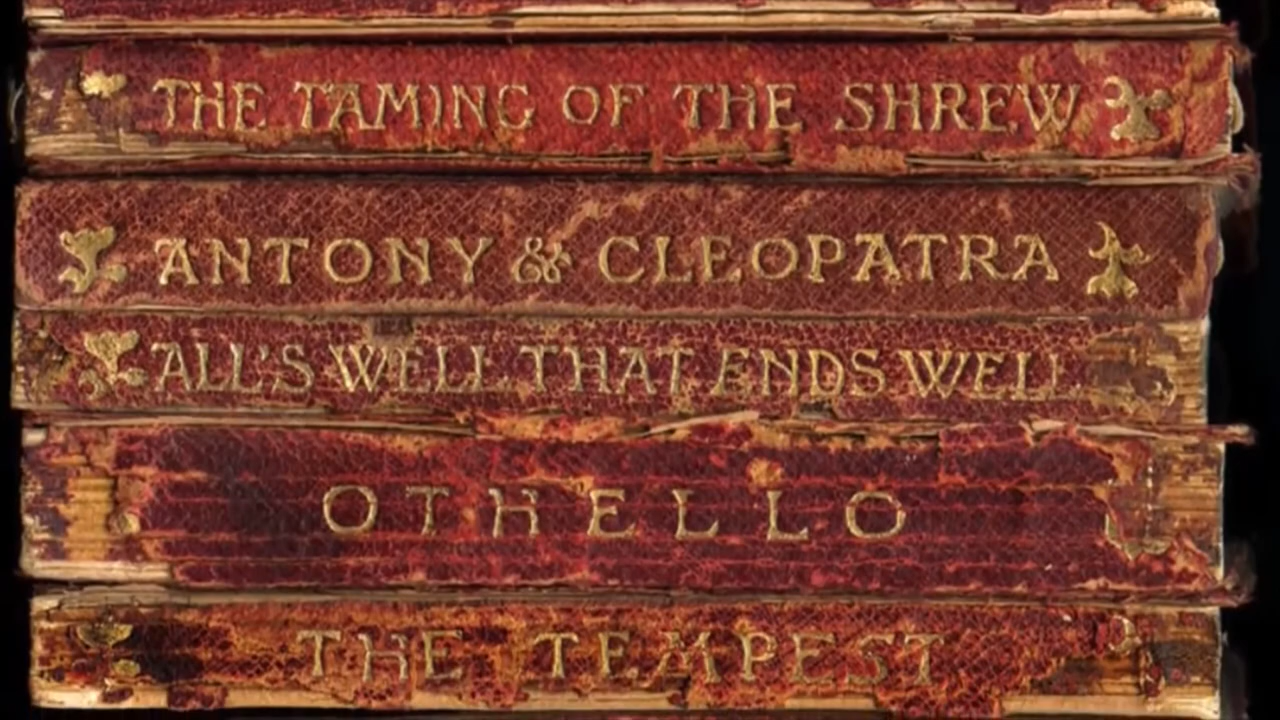 THE TAMING OF THE SHREW
ANTONY & CLEOPATRA
ALL'S WELL THAT ENDS WELL
OTHELLO
THE TEMPEST